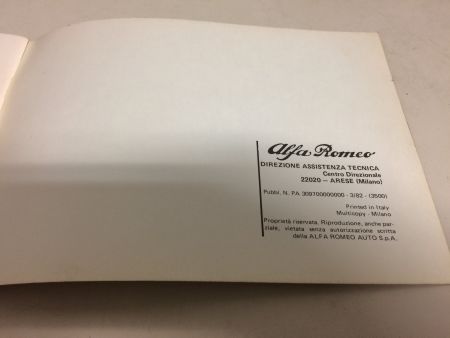 Alfa Romeo
DIREZIONE ASSISTENZA TECNICA
Centro Direzionale
22020 - ARESE (Milano)
Pubbl. N. PA 309700000000 - 3/82 - (3500)
Printed in Italy
Multicopy - Milano
Proprietà riservata. Riproduzione, anche par-
ziale, vietata senza autorizzazione scritta
della ALFA ROMEO AUTO S.p.A.